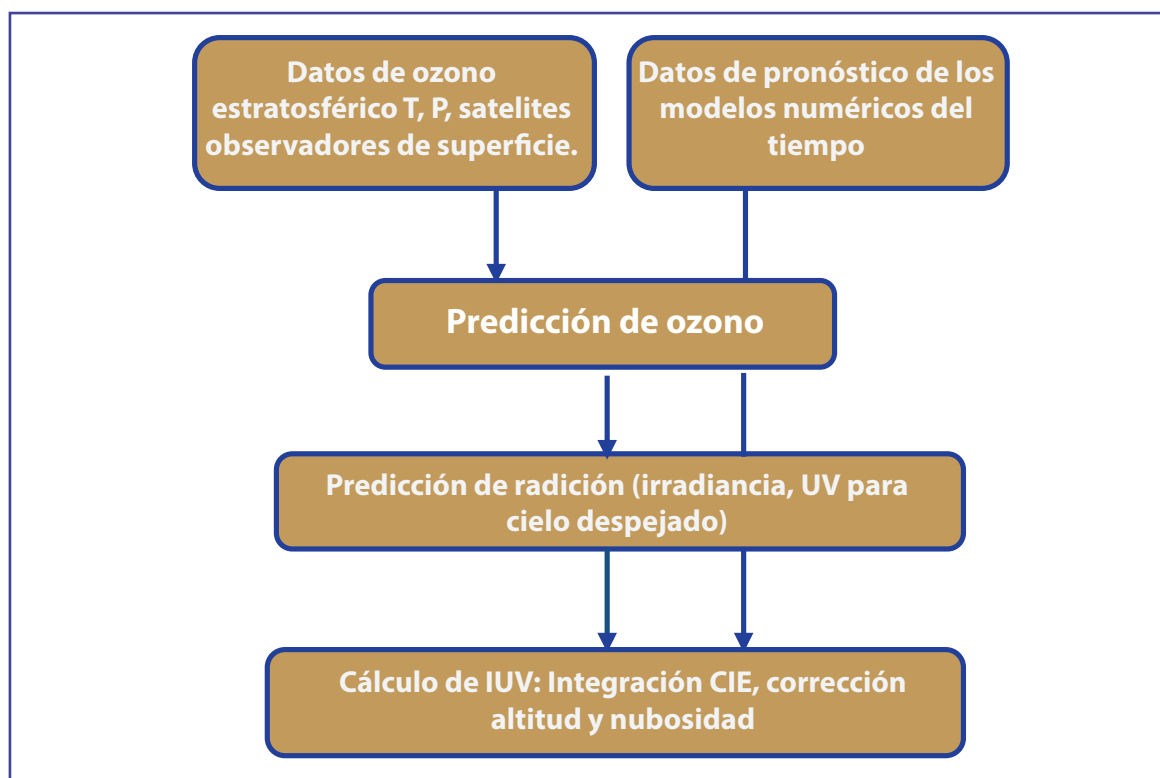 Datos de ozono
estratosférico T, P, satelites
observadores de superficie.
Datos de pronóstico de los
modelos numéricos del
tiempo
Predicción de ozono
Predicción de radición (irradiancia, UV para
cielo despejado)
Cálculo de IUV: Integración CIE, corrección
altitud y nubosidad